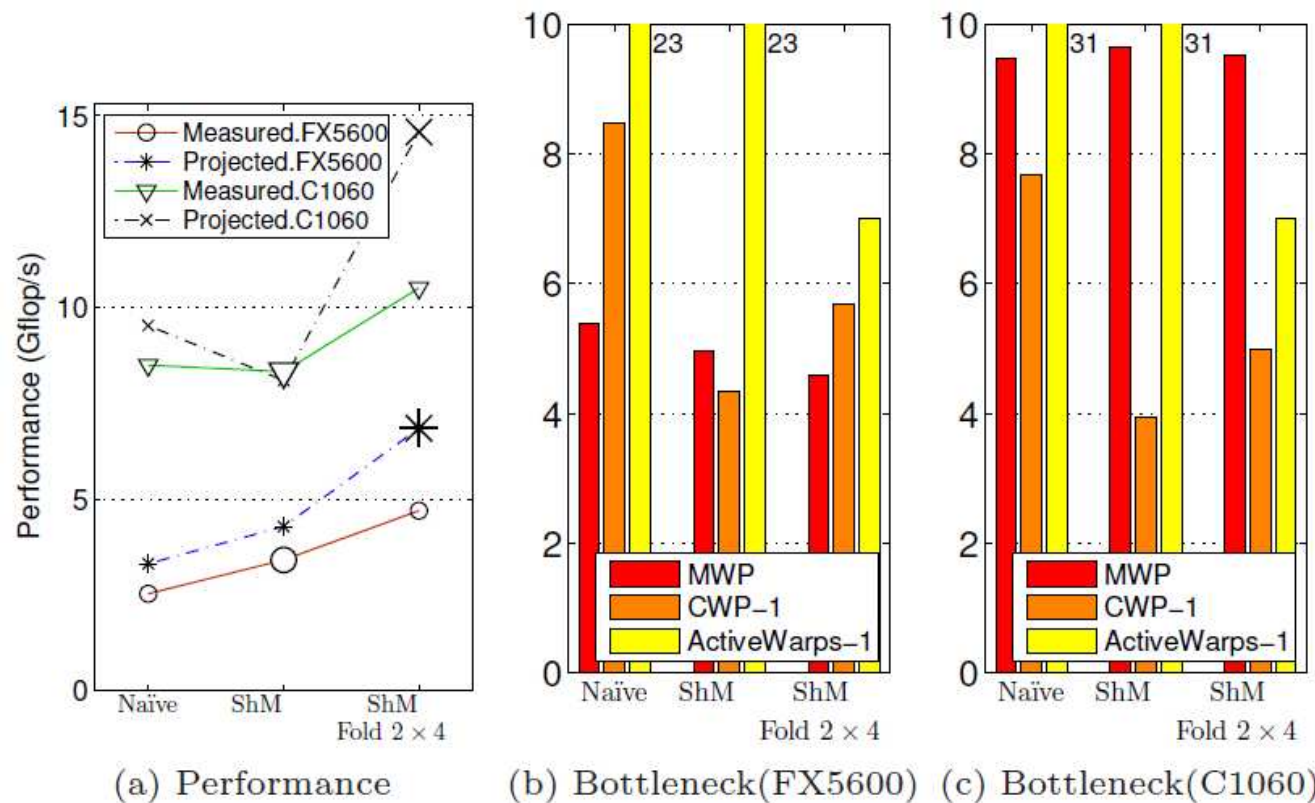 Performance (Gflop/s)
15
10
5
0
Measured.FX5600
Projected.FX5600
Measured.C1060
Projected.C1060
Naïve
ShM
ShM
Fold 2 × 4
(a) Performance
10
8
6
4
2
0
23
23
MWP
CWP-1
ActiveWarps-1
Naïve
ShM
ShM
Fold 2 × 4
(b) Bottleneck(FX5600)
10
8
6
4
2
0
31
31
MWP
CWP-1
ActiveWarps-1
Naïve
ShM
ShM
Fold 2 × 4
(c) Bottleneck(C1060)